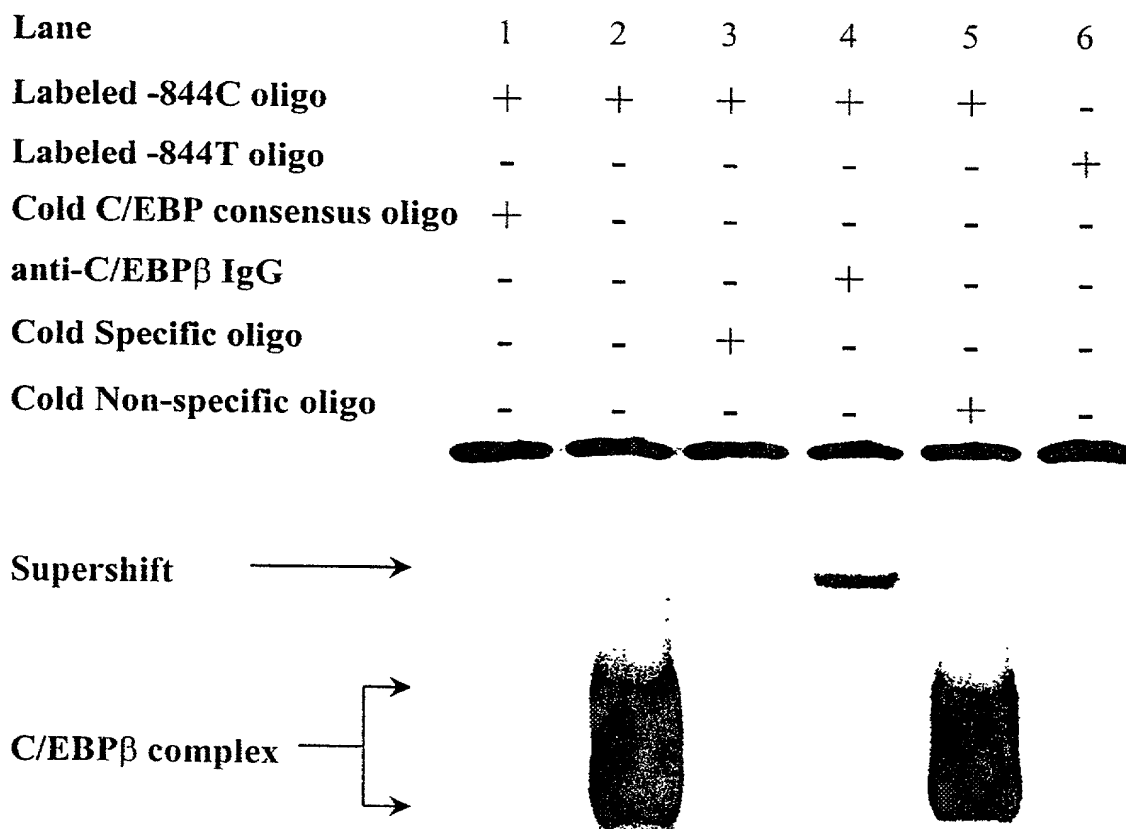 Lane 1 2 3 4 5 6
Labeled -844C oligo + + + + + -
Labeled -844T oligo - - - - - +
Cold C/EBP consensus oligo + - - - - -
anti-C/EBPβ IgG - - - + - -
Cold Specific oligo - - + - - -
Cold Non-specific oligo - - - - + -
Supershift
C/EBPβ complex